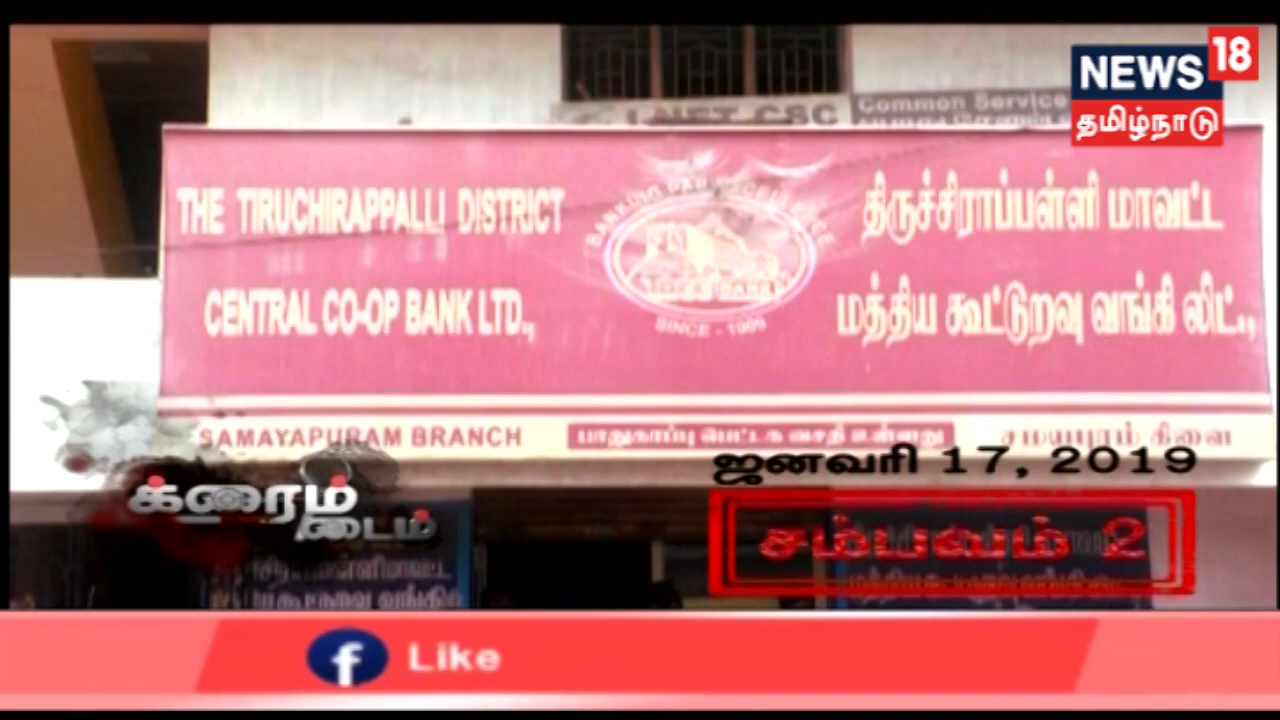 NEWS 18
தமிழ்நாடு
Common Service
THE TIRUCHIRAPPALLI DISTRICT
CENTRAL CO-OP BANK LTD.,
SINCE - 1909
திருச்சிராப்பள்ளி மாவட்ட
மத்திய கூட்டுறவு வங்கி லிட்.,
SAMAYAPURAM BRANCH
பாதுகாப்பு பெட்டக வசதி உள்ளது
சமயபுரம் கிளை
ஜனவரி 17, 2019
சம்பவம் 2
க்ரைம்
டைம்
Like